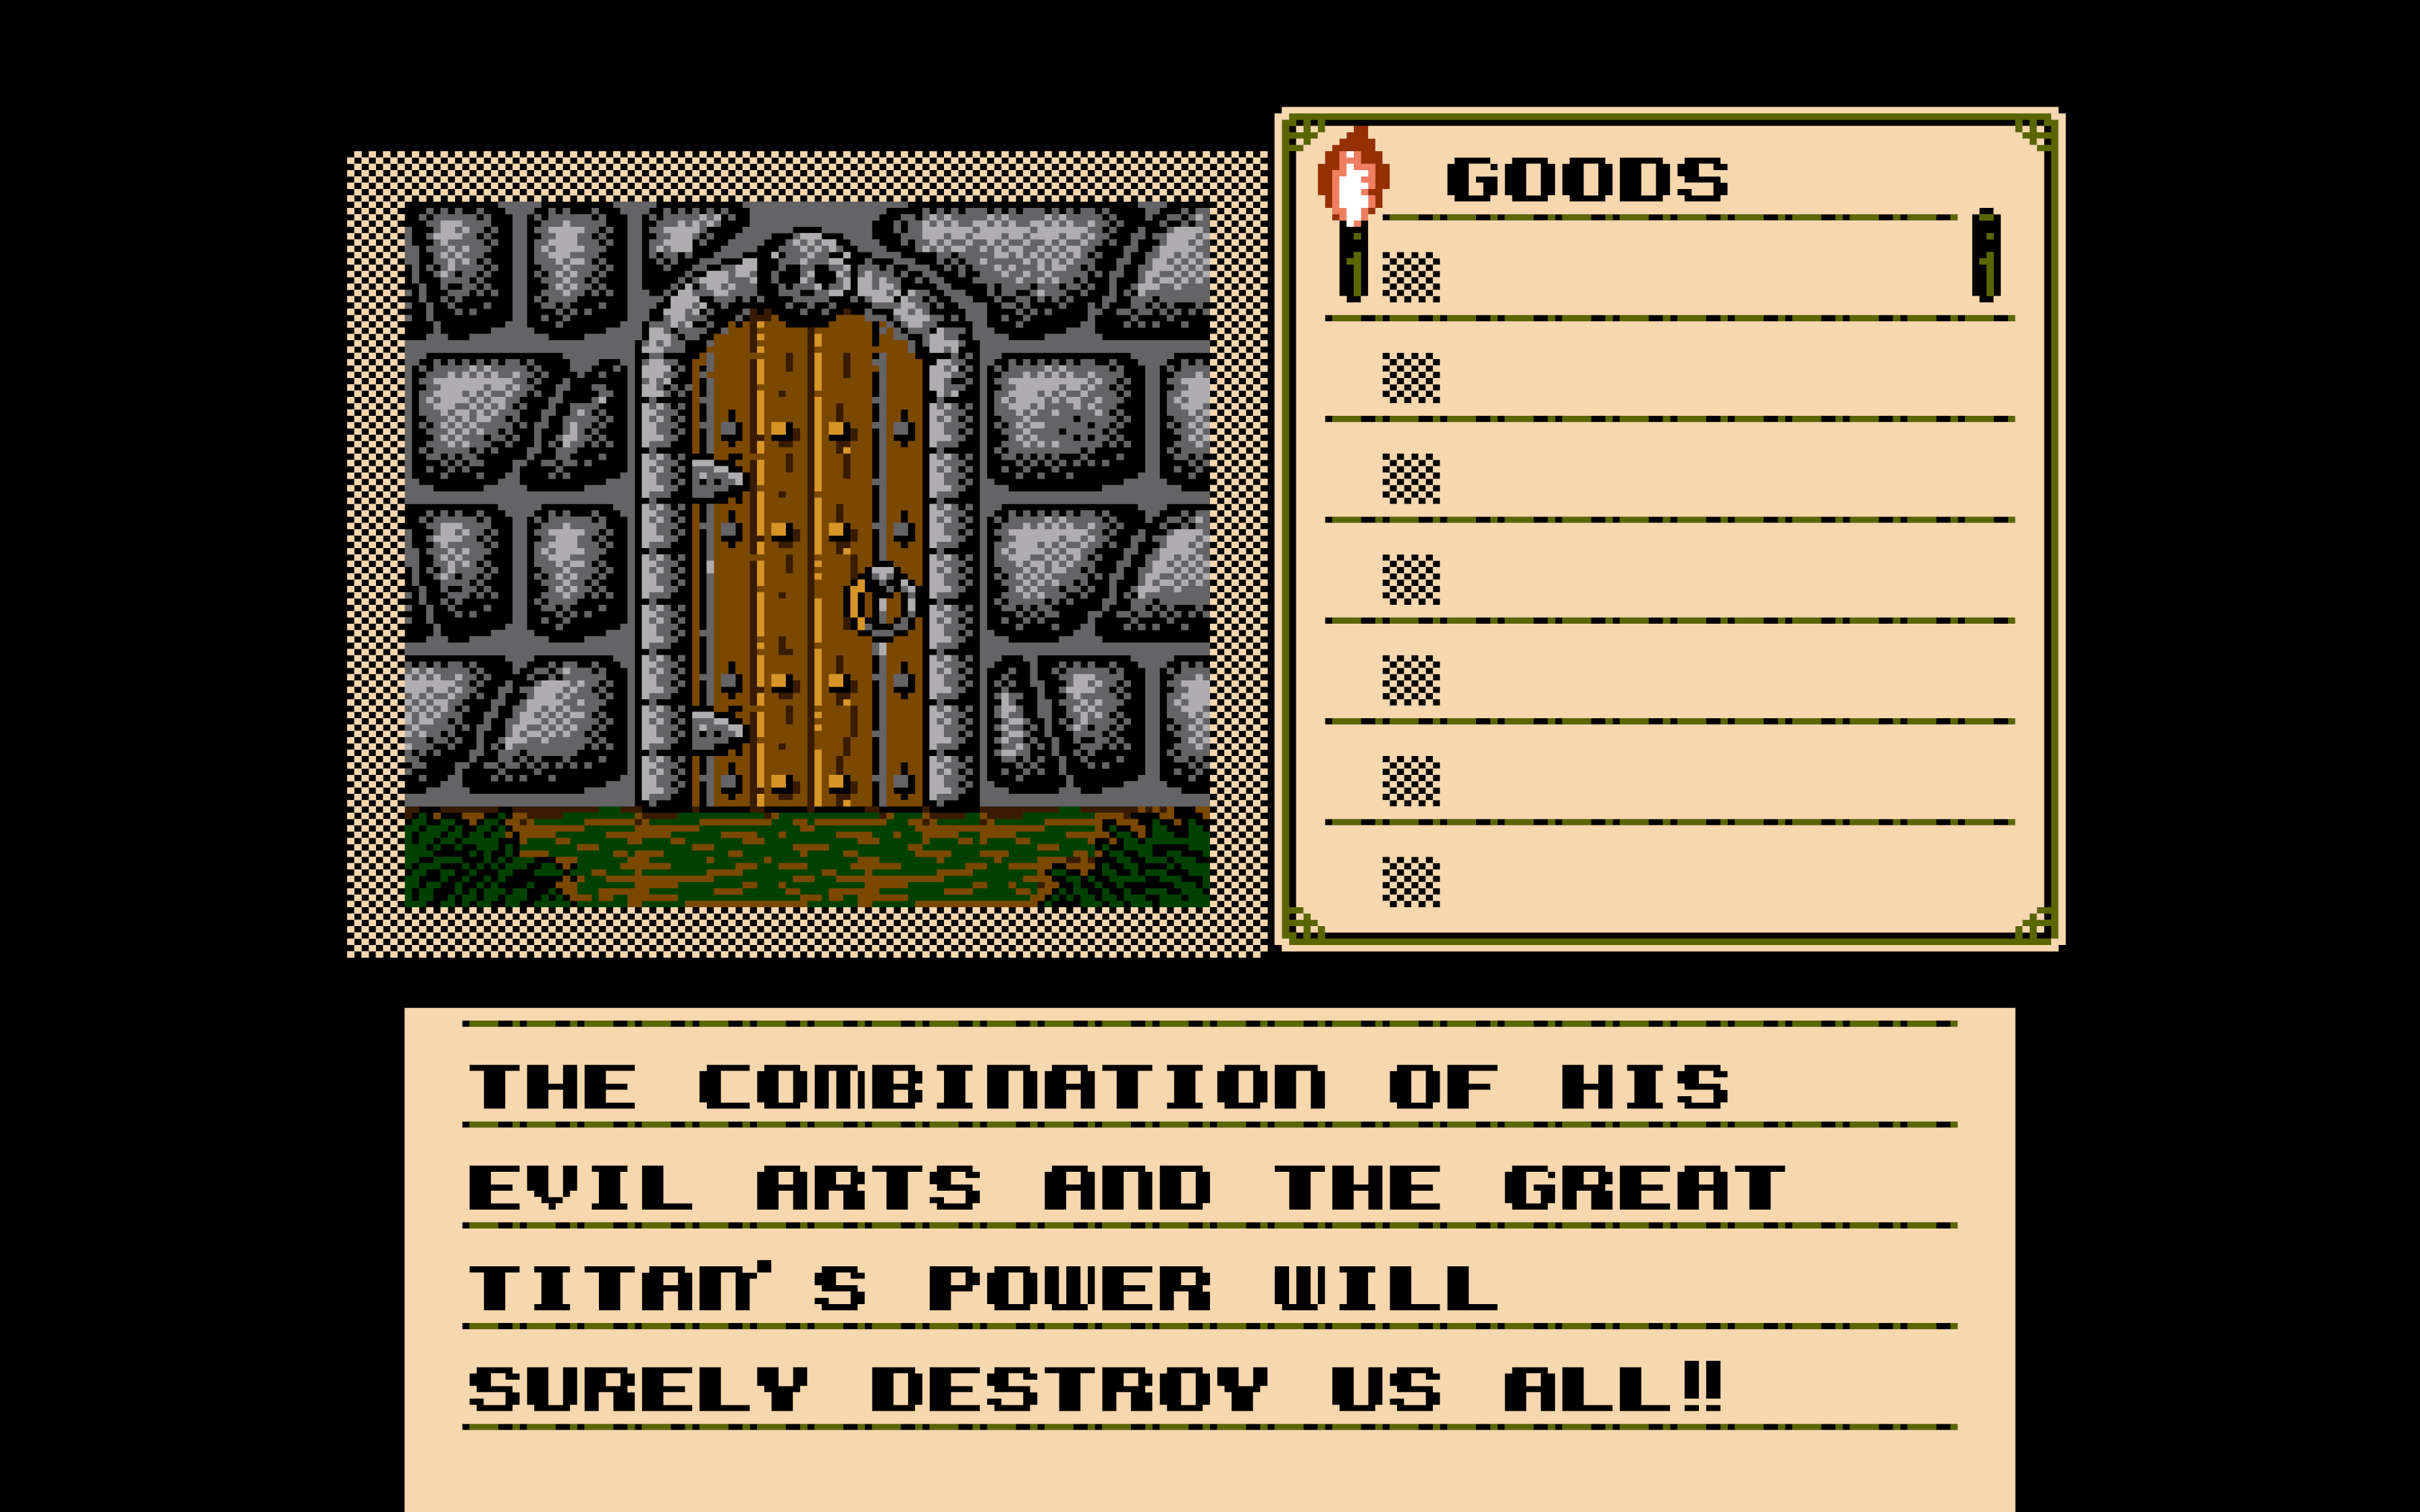 GOODS
THE COMBINATION OF HIS
EVIL ARTS AND THE GREAT
TITAN'S POWER WILL
SURELY DESTROY US ALL!!